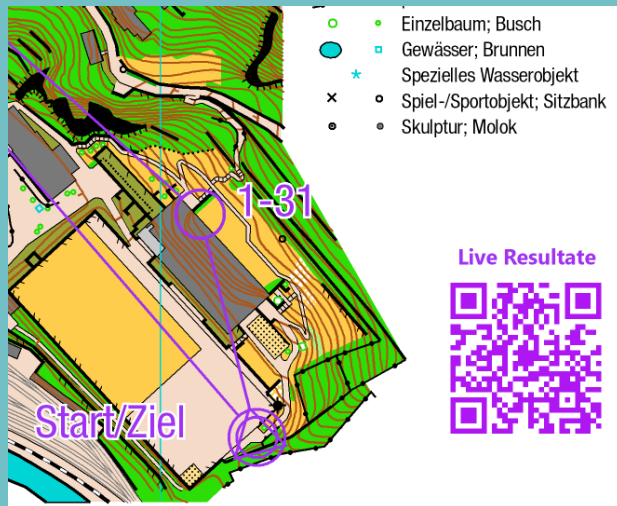 Einzelbaum; Busch
Gewässer; Brunnen
Spezielles Wasserobjekt
Spiel-/Sportobjekt; Sitzbank
Skulptur; Molok
1-31
Live Resultate
Start/Ziel